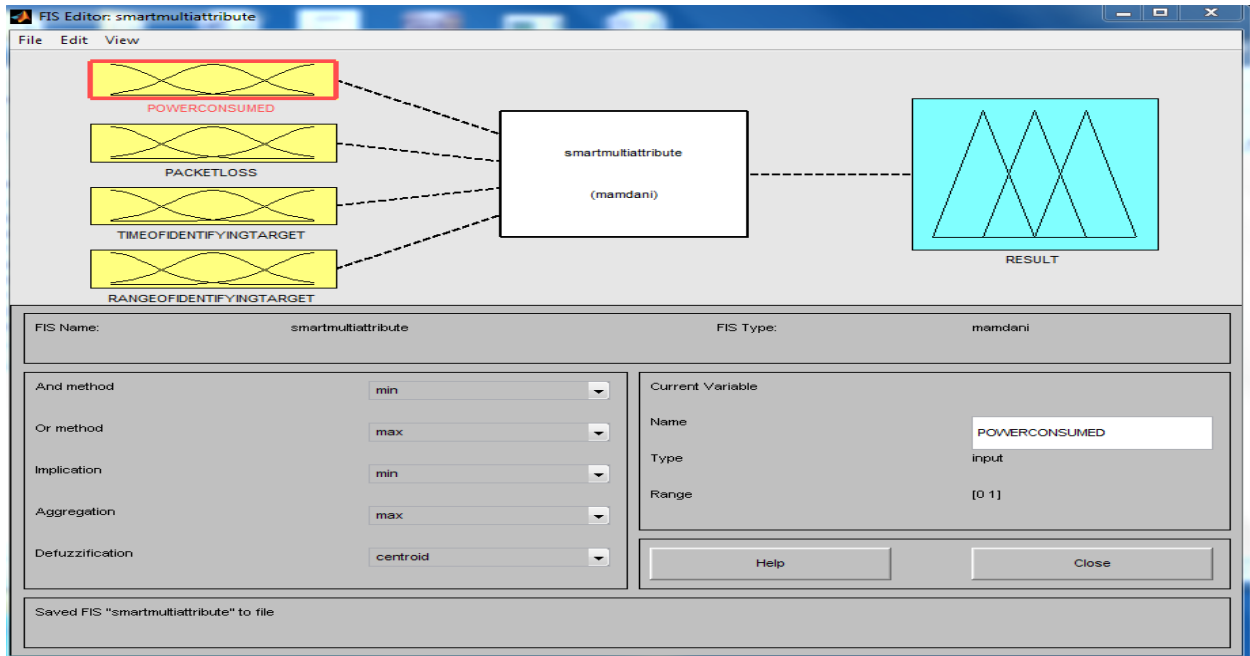 FIS Editor: smartmultiattribute
File Edit View
POWERCONSUMED
PACKETLOSS
TIMEOFIDENTIFYINGTARGET
RANGEOFIDENTIFYINGTARGET
smartmultiattribute
(mamdani)
RESULT
FIS Name: smartmultiattribute FIS Type: mamdani
And method min
Or method max
Implication min
Aggregation max
Defuzzification centroid
Current Variable
Name POWERCONSUMED
Type input
Range [0 1]
Help Close
Saved FIS "smartmultiattribute" to file